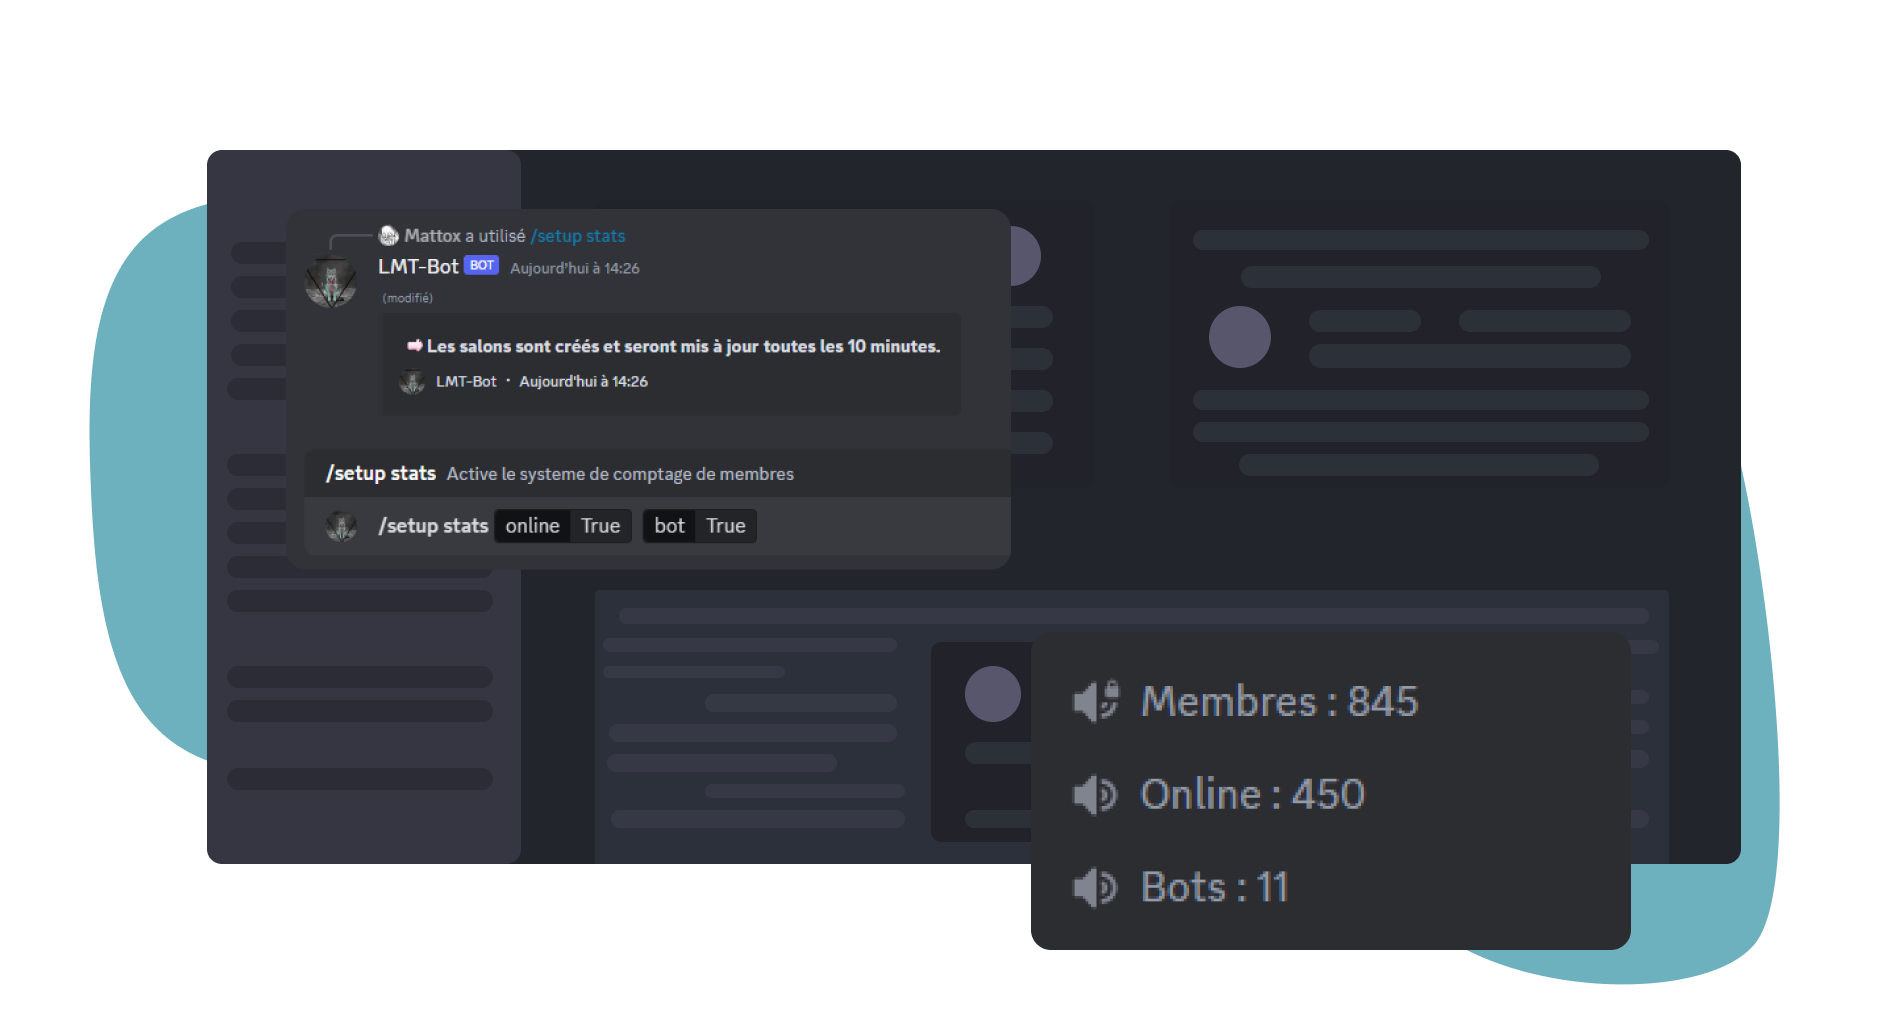 Mattox a utilisé /setup stats
LMT-Bot BOT Aujourd'hui à 14:26
(modifié)
Les salons sont créés et seront mis à jour toutes les 10 minutes.
LMT-Bot • Aujourd'hui à 14:26
/setup stats Active le systeme de comptage de membres
/setup stats online True bot True
Membres : 845
Online : 450
Bots : 11